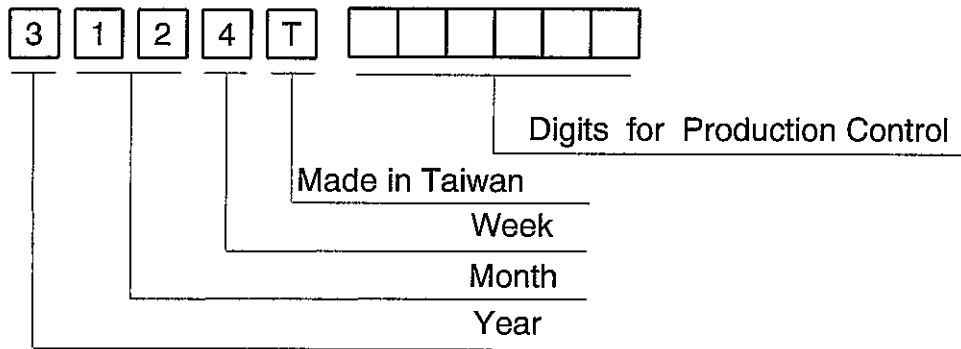 3 1 2 4 T
Digits for Production Control
Made in Taiwan
Week
Month
Year